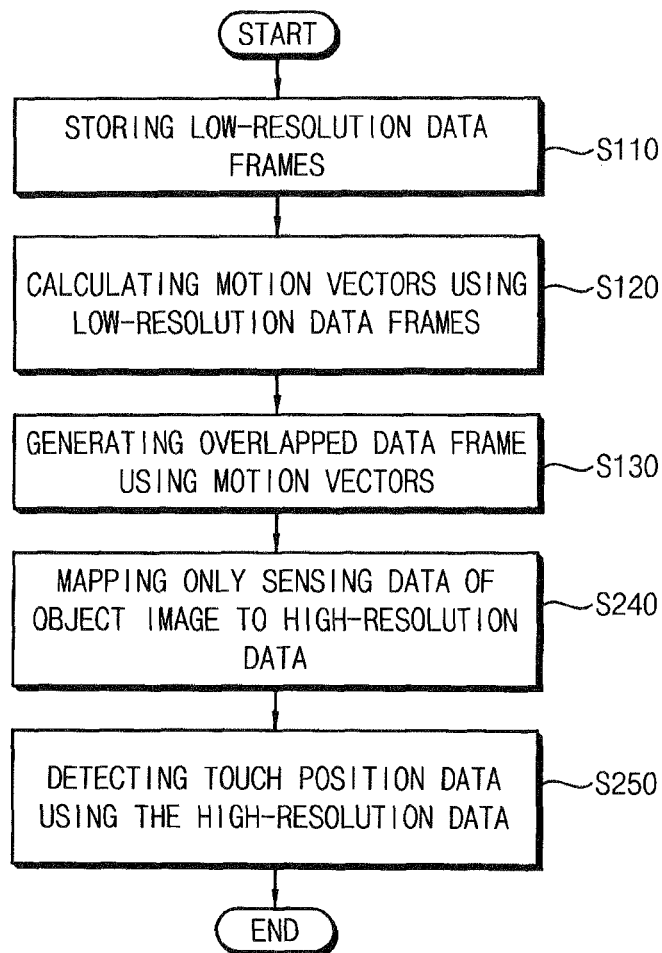 START
STORING LOW-RESOLUTION DATA
FRAMES
S110
CALCULATING MOTION VECTORS USING
LOW-RESOLUTION DATA FRAMES
S120
GENERATING OVERLAPPED DATA FRAME
USING MOTION VECTORS
S130
MAPPING ONLY SENSING DATA OF
OBJECT IMAGE TO HIGH-RESOLUTION
DATA
S240
DETECTING TOUCH POSITION DATA
USING THE HIGH-RESOLUTION DATA
S250
END